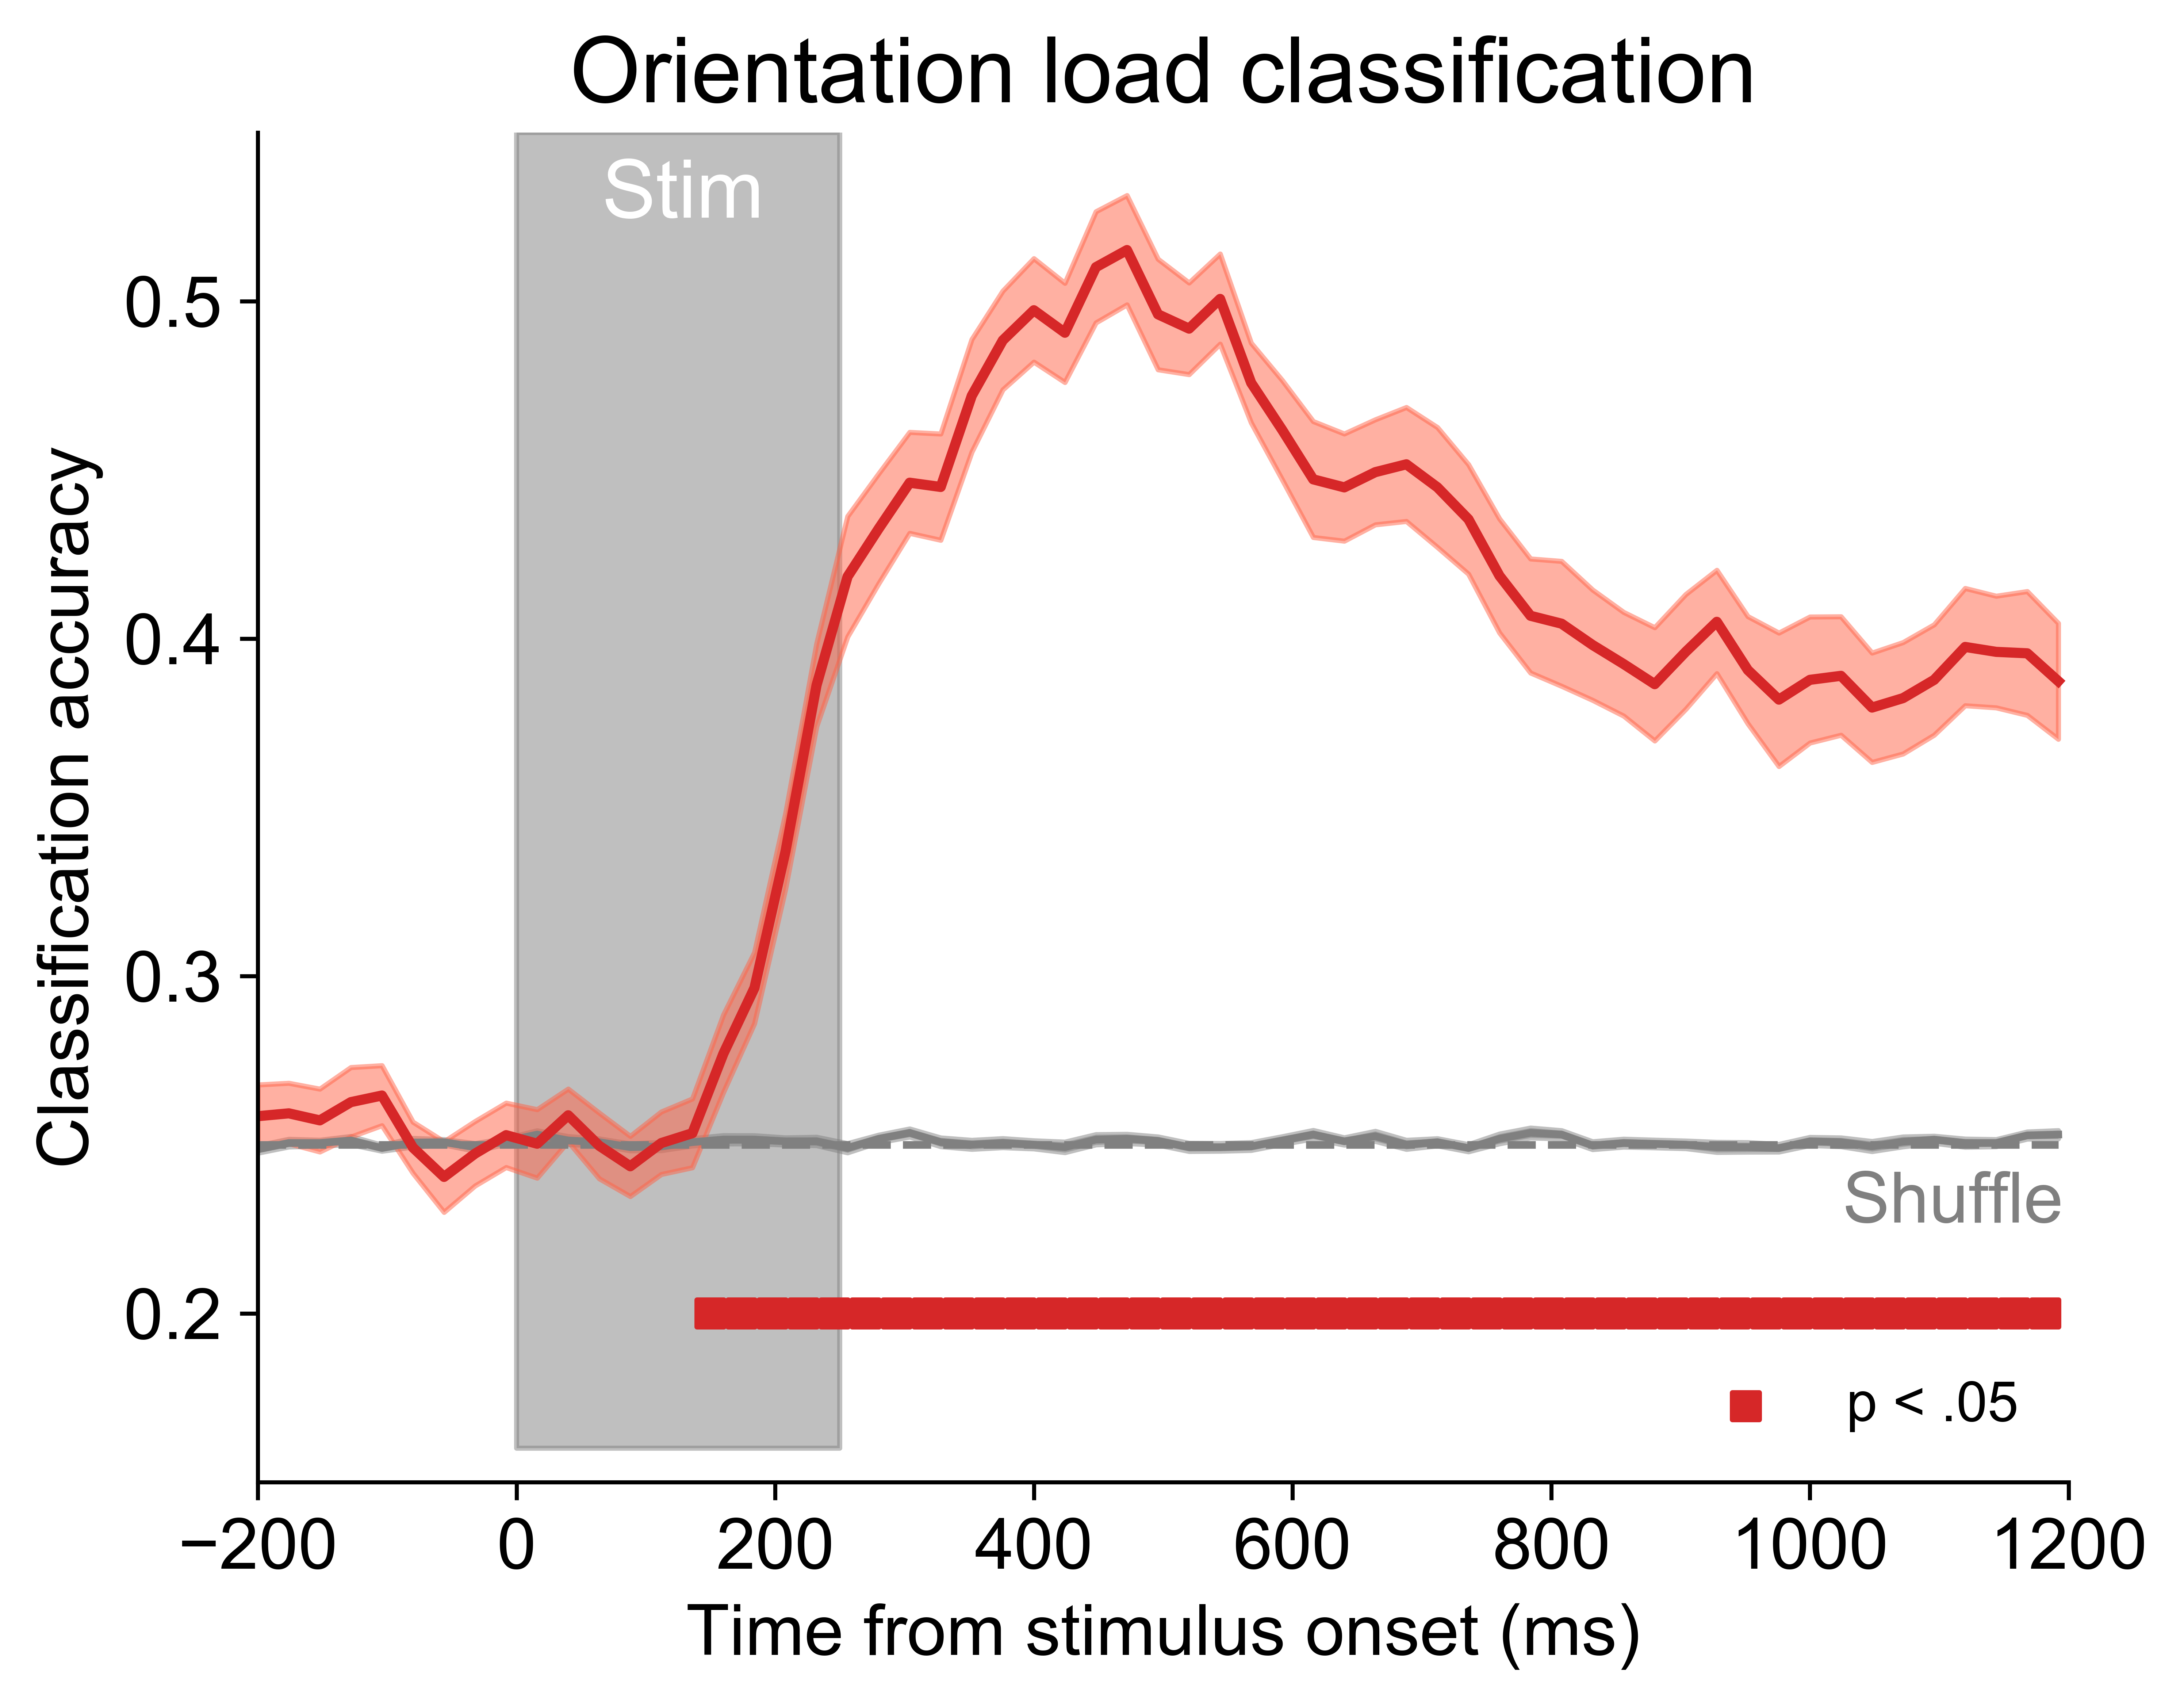 Orientation load classification
Stim
0.5
0.4
0.3
0.2
Classification accuracy
Shuffle
p < .05
−200 0 200 400 600 800 1000 1200
Time from stimulus onset (ms)